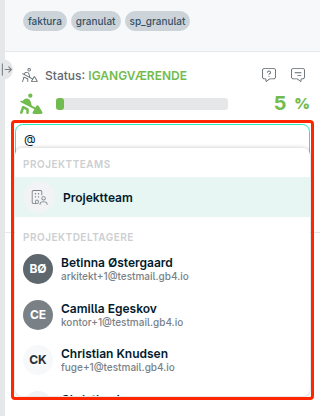 faktura granulat sp_granulat
Status: IGANGVÆRENDE
5 %
@
PROJEKTTEAMS
Projektteam
PROJEKTDELTAGERE
BØ Betinna Østergaard
arkitekt+1@testmail.gb4.io
CE Camilla Egeskov
kontor+1@testmail.gb4.io
CK Christian Knudsen
fuge+1@testmail.gb4.io